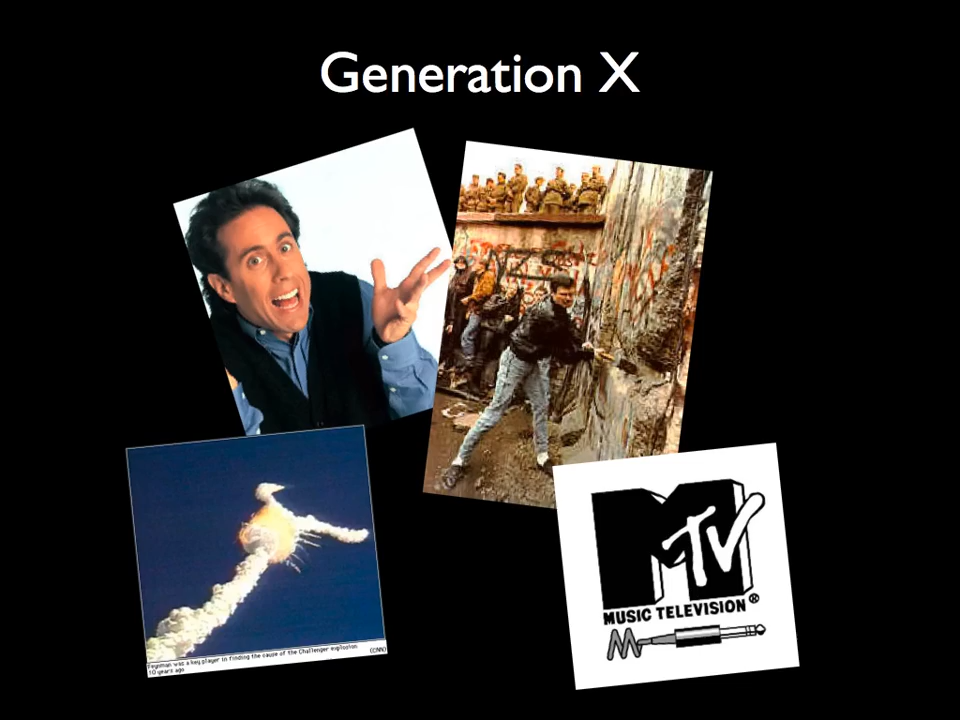 Generation X
Feynman was a key player in finding the cause of the Challenger explosion
10 years ago
(CNN)
MTV
MUSIC TELEVISION®